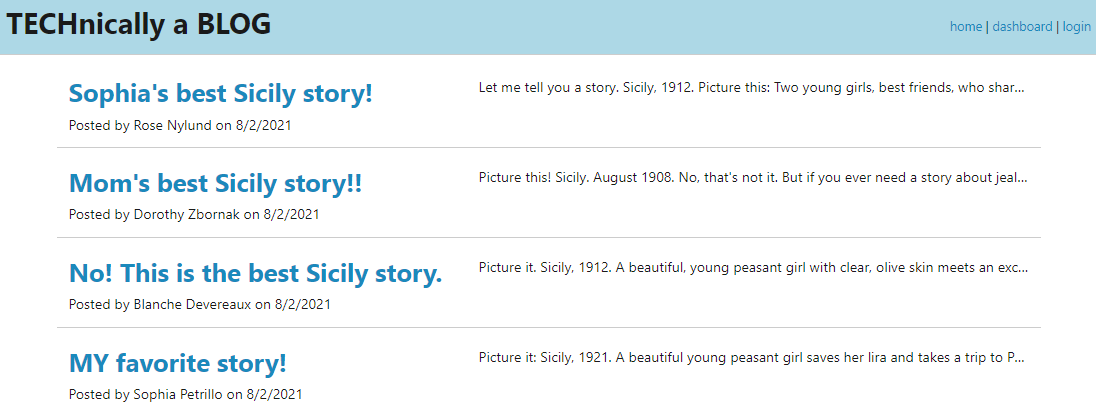 TECHnically a BLOG
home | dashboard | login
Sophia's best Sicily story!
Let me tell you a story. Sicily, 1912. Picture this: Two young girls, best friends, who shar...
Posted by Rose Nylund on 8/2/2021
Mom's best Sicily story!!
Picture this! Sicily. August 1908. No, that's not it. But if you ever need a story about jeal...
Posted by Dorothy Zbornak on 8/2/2021
No! This is the best Sicily story.
Picture it. Sicily, 1912. A beautiful, young peasant girl with clear, olive skin meets an exc...
Posted by Blanche Devereaux on 8/2/2021
MY favorite story!
Picture it: Sicily, 1921. A beautiful young peasant girl saves her lira and takes a trip to P...
Posted by Sophia Petrillo on 8/2/2021